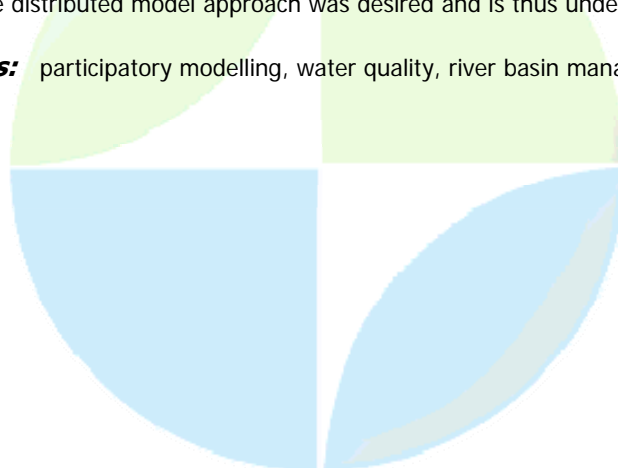 e distributed model approach was desired and is thus unde
s: participatory modelling, water quality, river basin mana